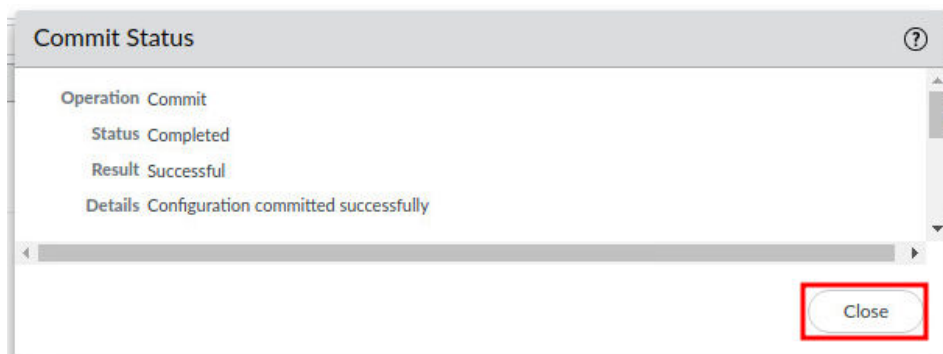 Commit Status
Operation Commit
Status Completed
Result Successful
Details Configuration committed successfully
Close